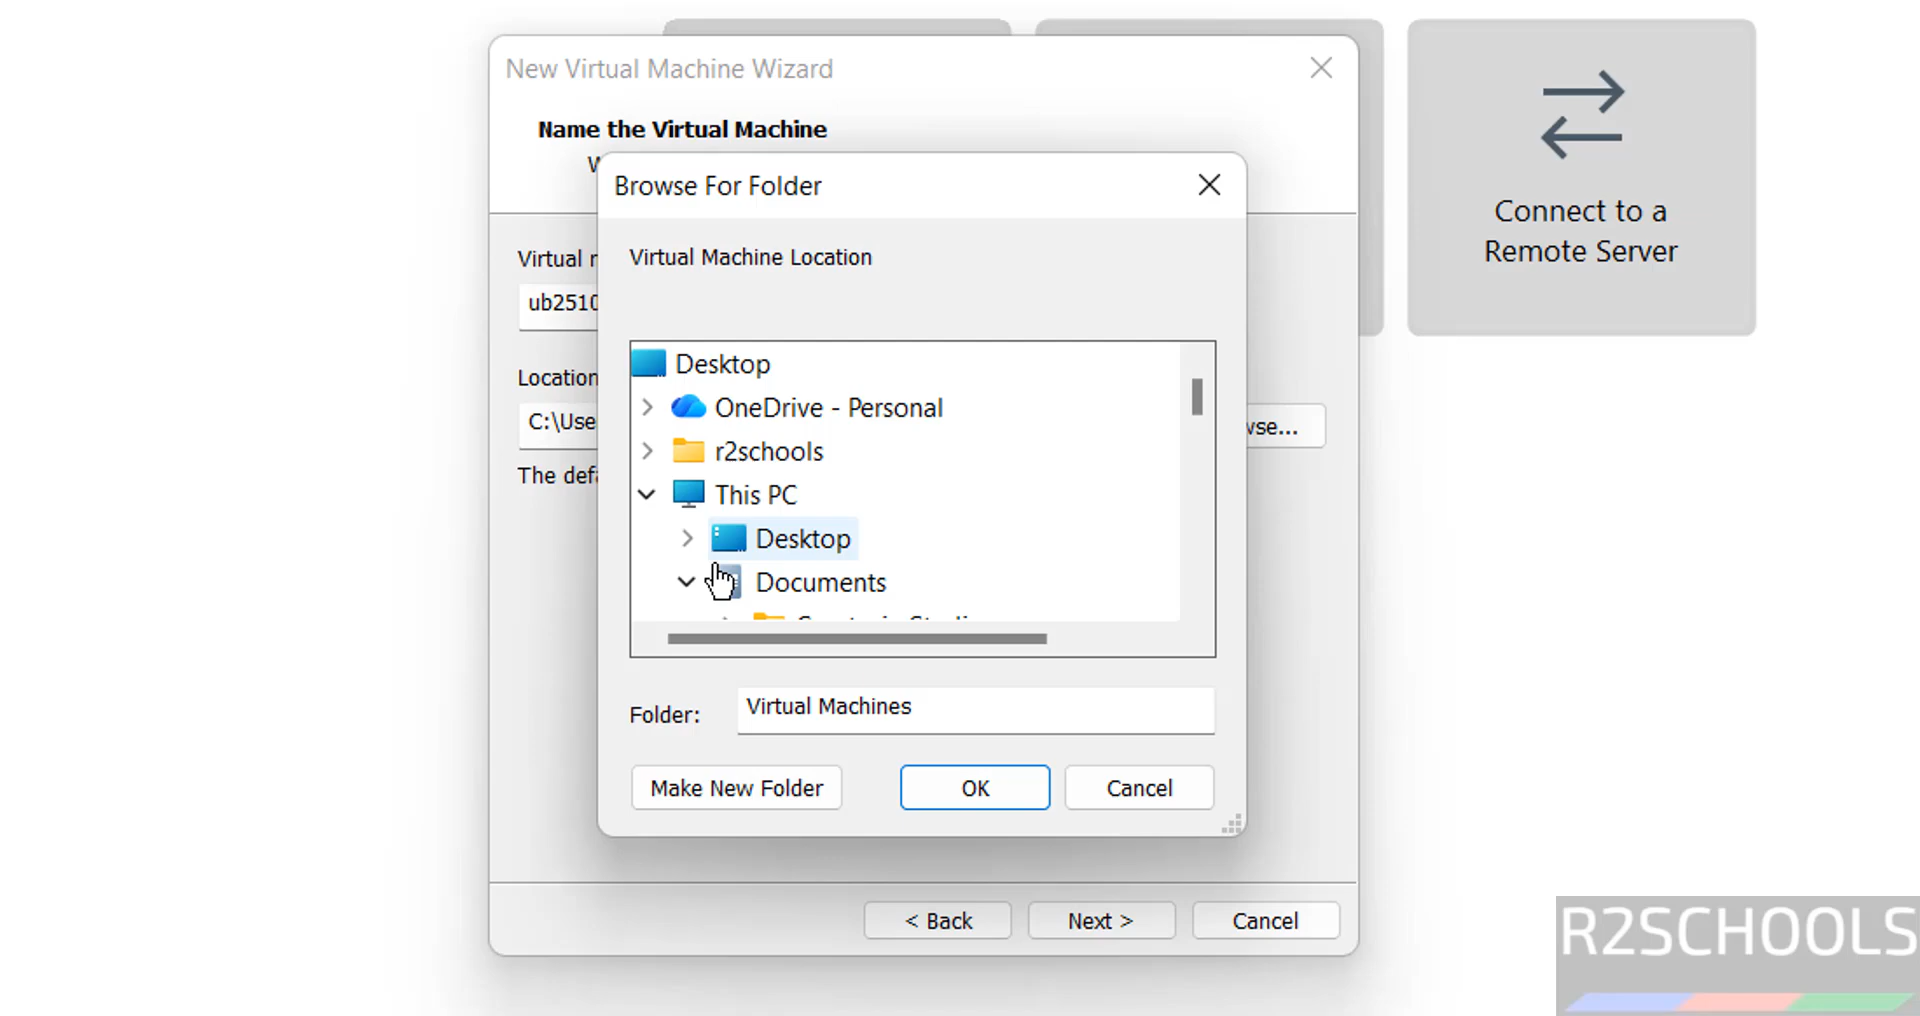 New Virtual Machine Wizard
Name the Virtual Machine
Browse For Folder
Virtual Machine Location
Connect to a
Remote Server
Virtual
ub2510
Location
C:\Use
The def
Desktop
OneDrive - Personal
r2schools
This PC
Desktop
Documents
Folder: Virtual Machines
Make New Folder OK Cancel
< Back Next > Cancel
R2SCHOOLS